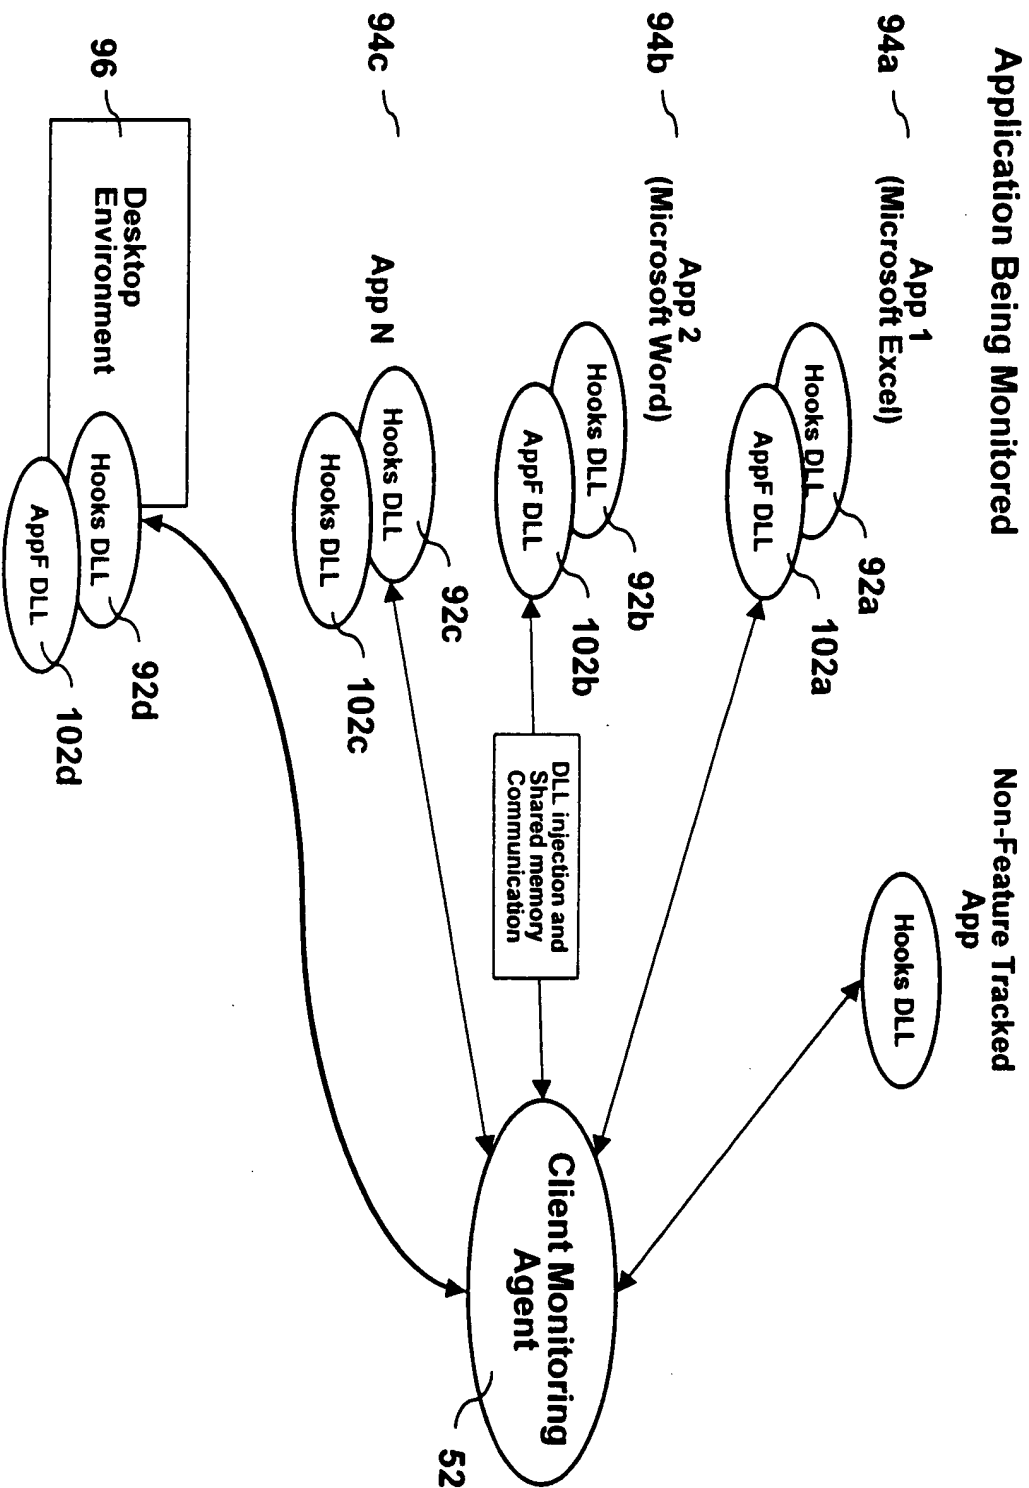 Application Being Monitored
Non-Feature Tracked
App
Hooks DLL
94a
App 1
(Microsoft Excel)
Hooks DLL
92a
AppF DLL
102a
94b
App 2
(Microsoft Word)
Hooks DLL
92b
AppF DLL
102b
DLL injection and
Shared memory
Communication
Client Monitoring
Agent
52
94c
App N
Hooks DLL
92c
Hooks DLL
102c
96
Desktop
Environment
Hooks DLL
92d
AppF DLL
102d